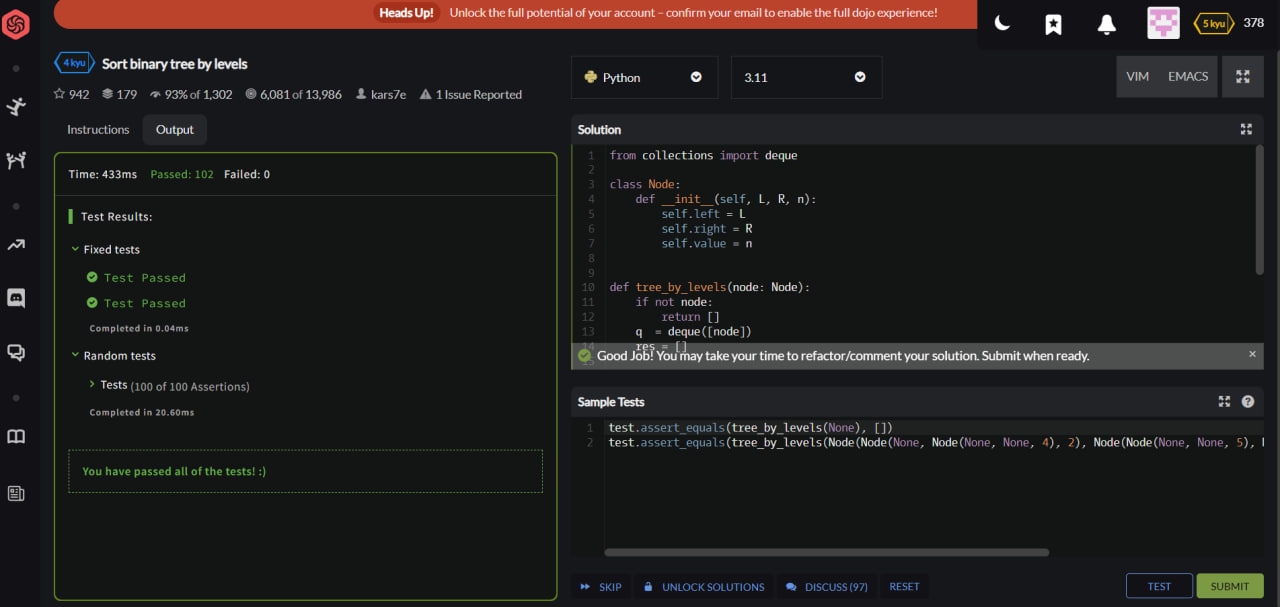 Heads Up! Unlock the full potential of your account – confirm your email to enable the full dojo experience!
5 kyu 378
4 kyu Sort binary tree by levels
942 179 93% of 1,302 6,081 of 13,986 kars7e 1 Issue Reported
Python
3.11
VIM EMACS
Instructions Output
Time: 433ms Passed: 102 Failed: 0
Test Results:
Fixed tests
Test Passed
Test Passed
Completed in 0.04ms
Random tests
Tests (100 of 100 Assertions)
Completed in 20.60ms
You have passed all of the tests! :)
Solution
1 from collections import deque
2
3 class Node:
4 def __init__(self, L, R, n):
5 self.left = L
6 self.right = R
7 self.value = n
8
9
10 def tree_by_levels(node: Node):
11 if not node:
12 return []
13 q = deque([node])
14 res = []
15
Good Job! You may take your time to refactor/comment your solution. Submit when ready.
Sample Tests
1 test.assert_equals(tree_by_levels(None), [])
2 test.assert_equals(tree_by_levels(Node(Node(None, Node(None, None, 4), 2), Node(Node(None, None, 5),
SKIP UNLOCK SOLUTIONS DISCUSS (97) RESET
TEST SUBMIT